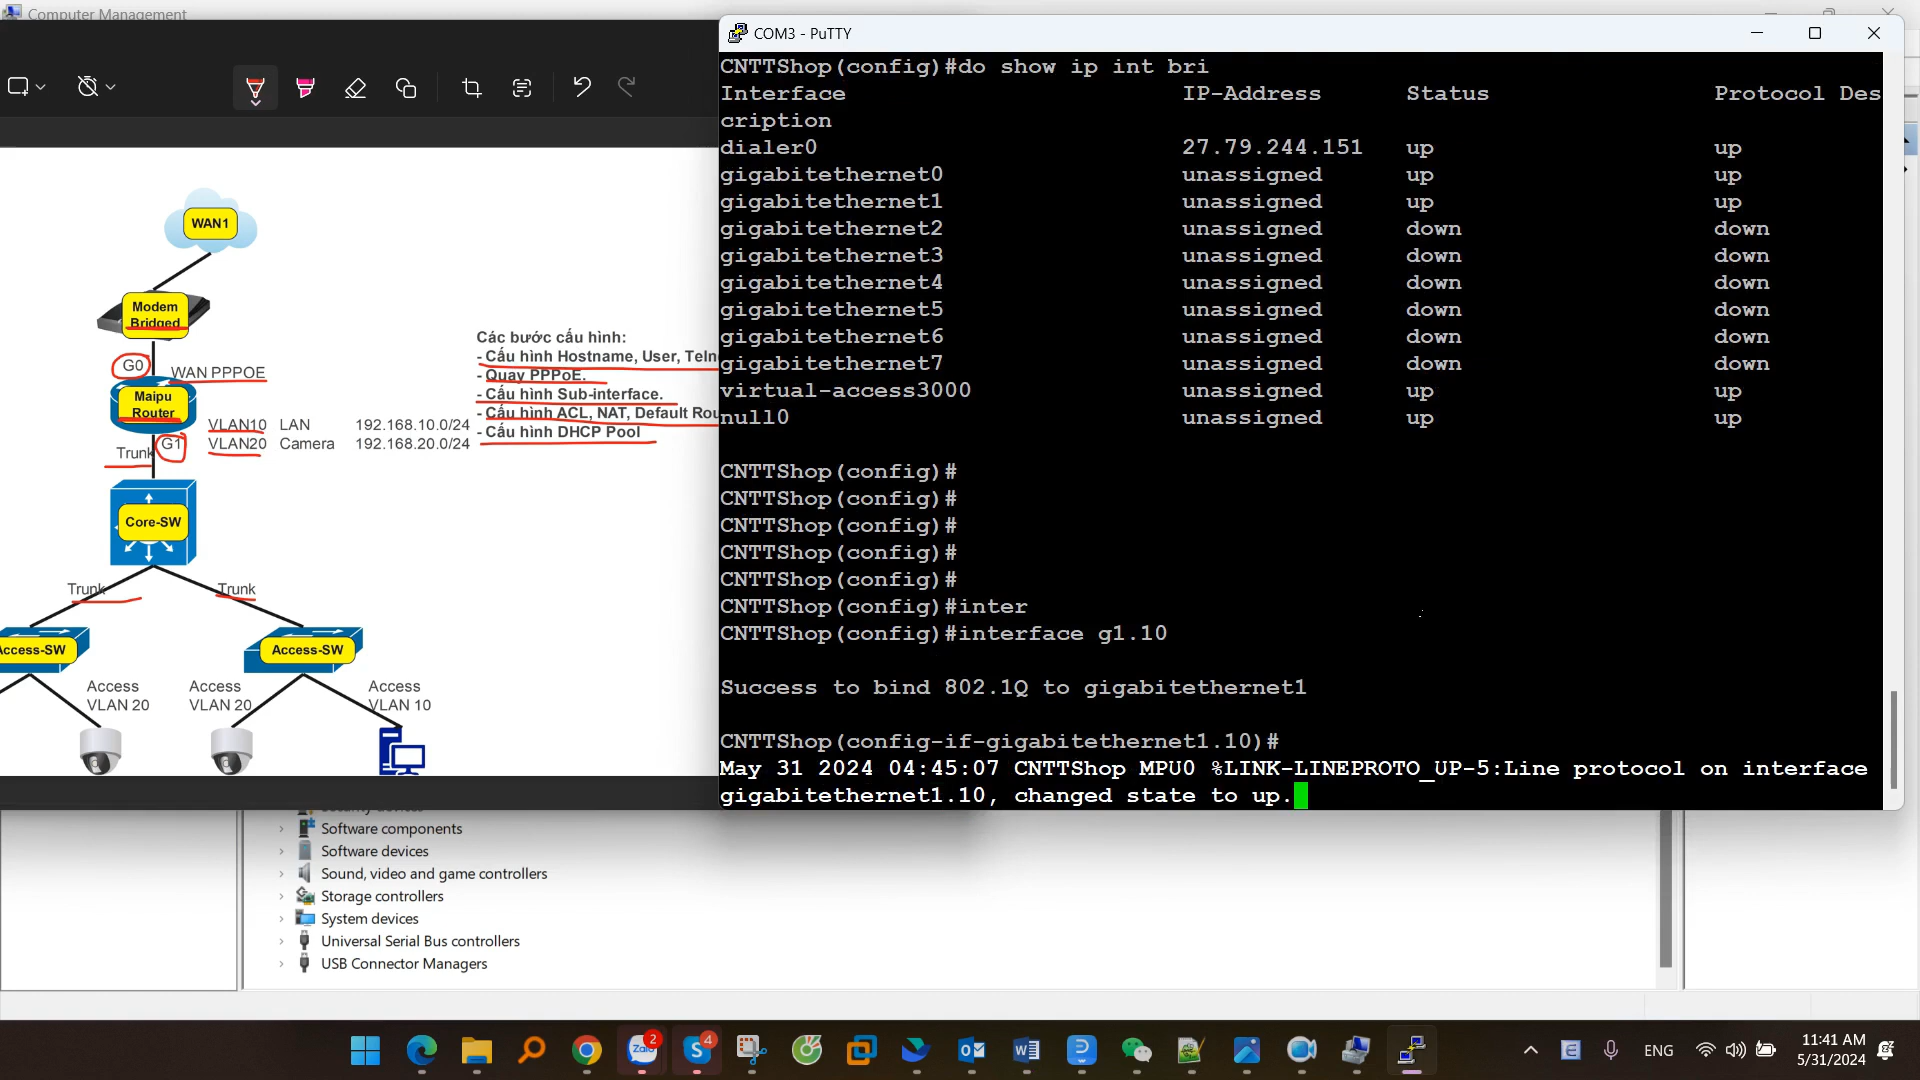 Computer Management
COM3 - PuTTY
CNTTShop(config)#do show ip int bri
Interface IP-Address Status Protocol Des
cription
dialer0 27.79.244.151 up up
gigabitethernet0 unassigned up up
gigabitethernet1 unassigned up up
gigabitethernet2 unassigned down down
gigabitethernet3 unassigned down down
gigabitethernet4 unassigned down down
gigabitethernet5 unassigned down down
gigabitethernet6 unassigned down down
gigabitethernet7 unassigned down down
virtual-access3000 unassigned up up
null0 unassigned up up
CNTTShop(config)#
CNTTShop(config)#
CNTTShop(config)#
CNTTShop(config)#
CNTTShop(config)#
CNTTShop(config)#inter
CNTTShop(config)#interface g1.10
Success to bind 802.1Q to gigabitethernet1
CNTTShop(config-if-gigabitethernet1.10)#
May 31 2024 04:45:07 CNTTShop MPU0 %LINK-LINEPROTO_UP-5:Line protocol on interface
gigabitethernet1.10, changed state to up.
WAN1
Modem
Bridged
G0
WAN PPPOE
Maipu
Router
VLAN10 LAN 192.168.10.0/24
VLAN20 Camera 192.168.20.0/24
G1
Trunk
Các bước cấu hình:
- Cấu hình Hostname, User, Teln
- Quay PPPoE.
- Cấu hình Sub-interface.
- Cấu hình ACL, NAT, Default Rou
- Cấu hình DHCP Pool
Core-SW
Trunk Trunk
Access-SW Access-SW
Access
VLAN 20
Access
VLAN 20
Access
VLAN 10
Software components
Software devices
Sound, video and game controllers
Storage controllers
System devices
Universal Serial Bus controllers
USB Connector Managers
Zalo 2
4
ENG
11:41 AM
5/31/2024